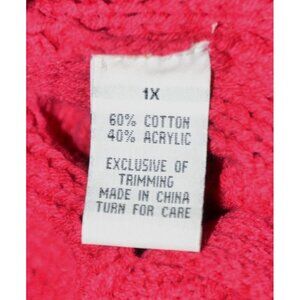 1X
60% COTTON
40% ACRYLIC
EXCLUSIVE OF
TRIMMING
MADE IN CHINA
TURN FOR CARE